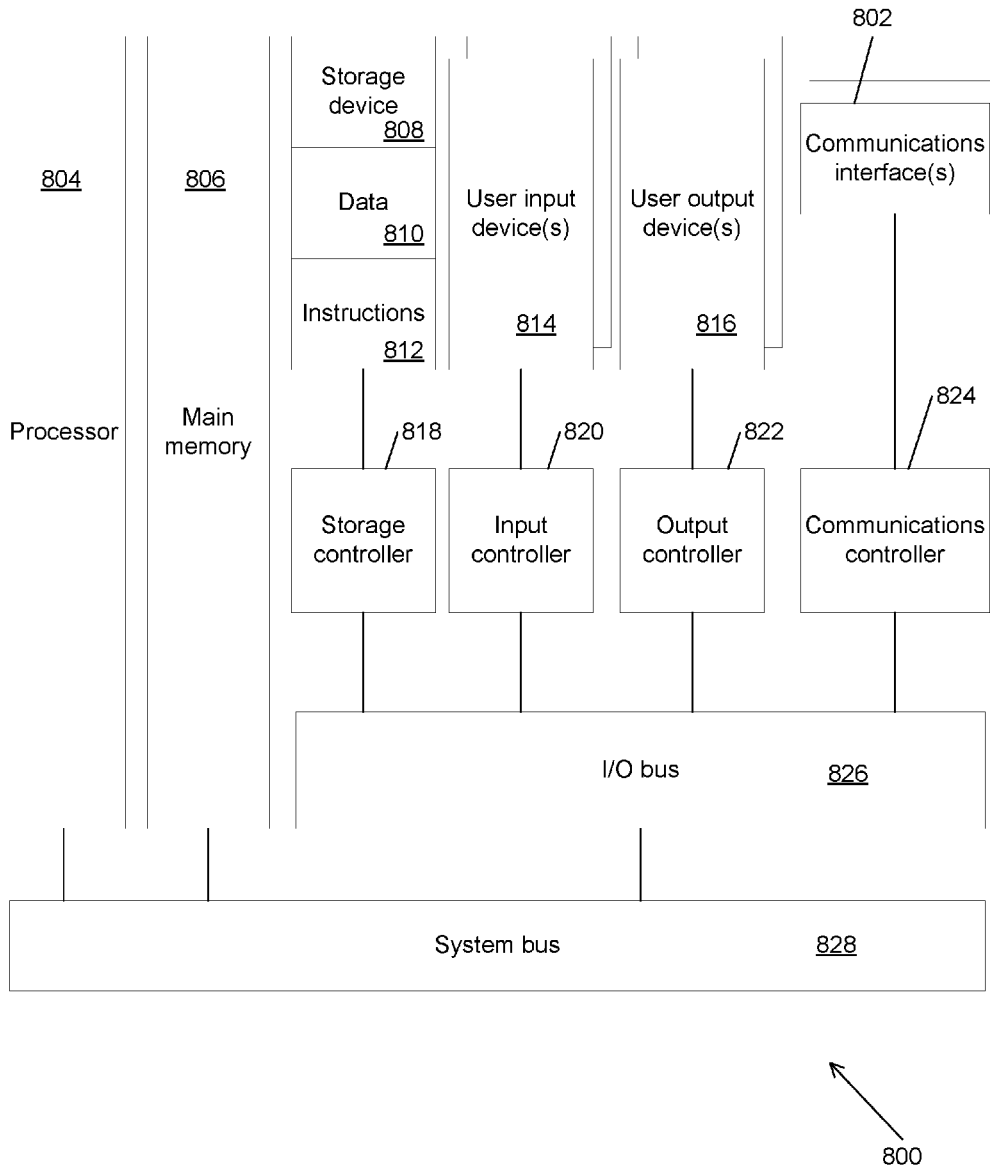 802
Storage
device
808
804
806
Communications
interface(s)
Data
810
User input
device(s)
User output
device(s)
Instructions
812
814
816
Processor
Main
memory
818
820
822
824
Storage
controller
Input
controller
Output
controller
Communications
controller
I/O bus
826
System bus
828
800